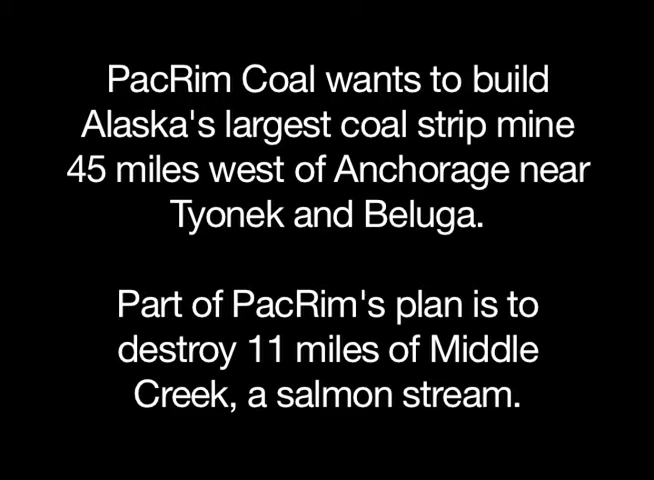 PacRim Coal wants to build
Alaska's largest coal strip mine
45 miles west of Anchorage near
Tyonek and Beluga.
Part of PacRim's plan is to
destroy 11 miles of Middle
Creek, a salmon stream.